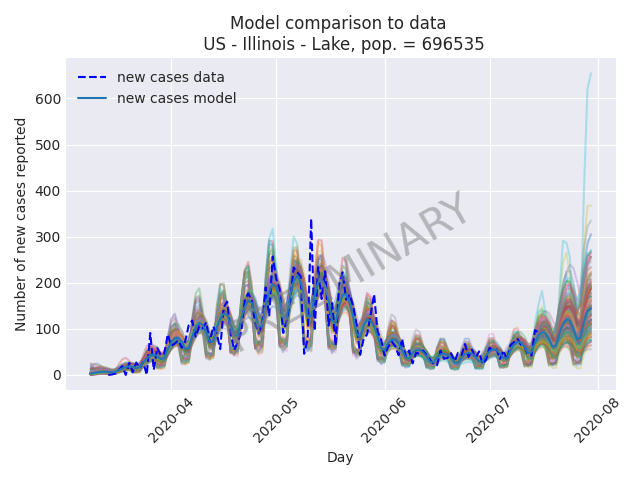 Model comparison to data
US - Illinois - Lake, pop. = 696535
new cases data
new cases model
Number of new cases reported
600
500
400
300
200
100
0
2020-04
2020-05
2020-06
2020-07
2020-08
Day